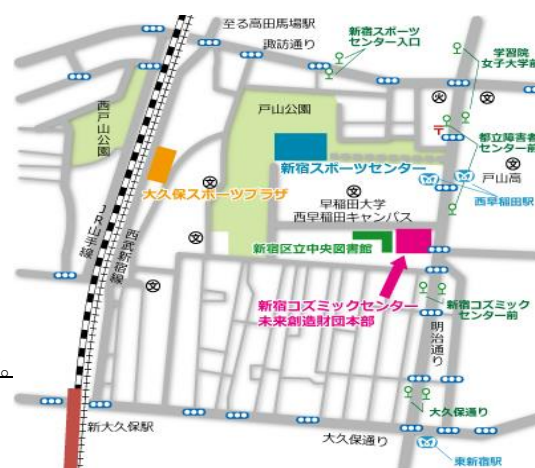 至る高田馬場駅
諏訪通り
新宿スポーツ
センター入口
学習院
女子大学前
西戸山公園
戸山公園
文
都立障害者
センター前
新宿スポーツセンター
文
戸山高
大久保スポーツプラザ
文
早稲田大学
西早稲田キャンパス
西早稲田駅
JR山手線
西武新宿線
文
新宿区立中央図書館
文
新宿コズミックセンター
未来創造財団本部
新宿コズミック
センター前
明治通り
。
新大久保駅
大久保通り
大久保通り
東新宿駅